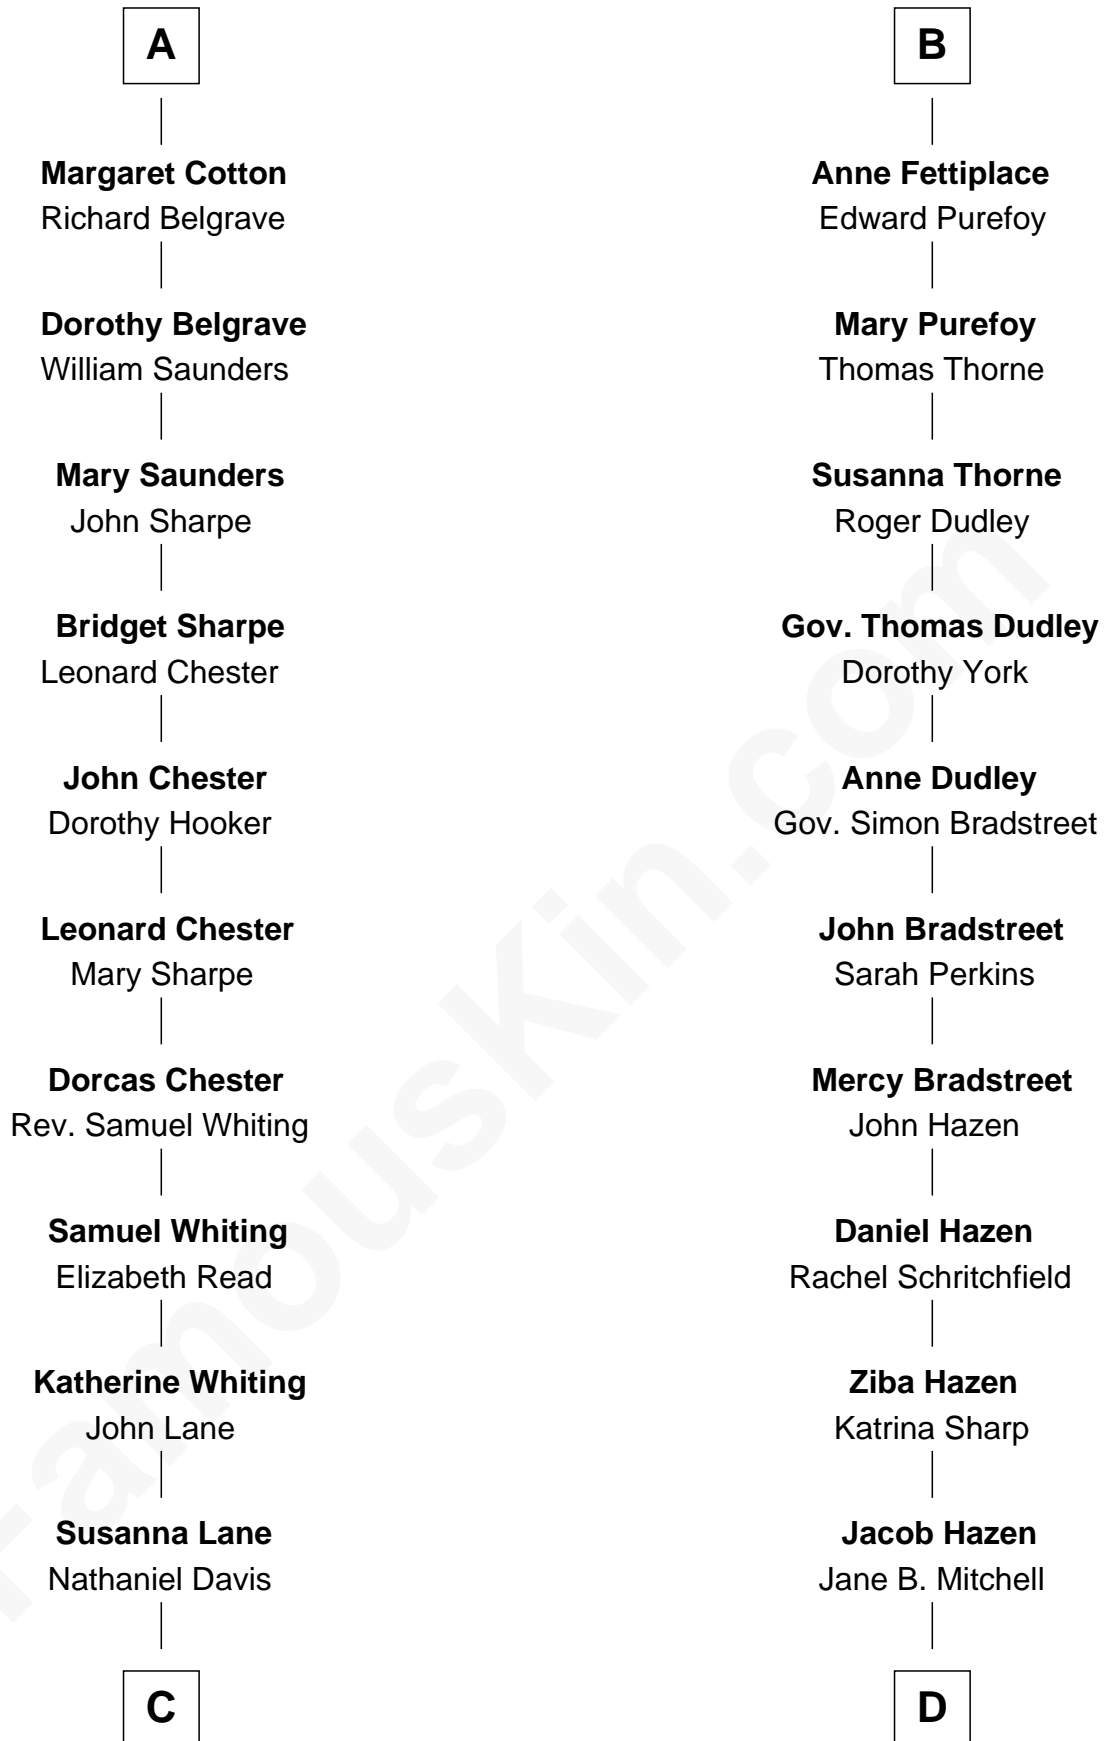 A
Margaret Cotton
Richard Belgrave
Dorothy Belgrave
William Saunders
Mary Saunders
John Sharpe
Bridget Sharpe
Leonard Chester
John Chester
Dorothy Hooker
Leonard Chester
Mary Sharpe
Dorcas Chester
Rev. Samuel Whiting
Samuel Whiting
Elizabeth Read
Katherine Whiting
John Lane
Susanna Lane
Nathaniel Davis
C
B
Anne Fettiplace
Edward Purefoy
Mary Purefoy
Thomas Thorne
Susanna Thorne
Roger Dudley
Gov. Thomas Dudley
Dorothy York
Anne Dudley
Gov. Simon Bradstreet
John Bradstreet
Sarah Perkins
Mercy Bradstreet
John Hazen
Daniel Hazen
Rachel Schritchfield
Ziba Hazen
Katrina Sharp
Jacob Hazen
Jane B. Mitchell
D
FamousKin.com